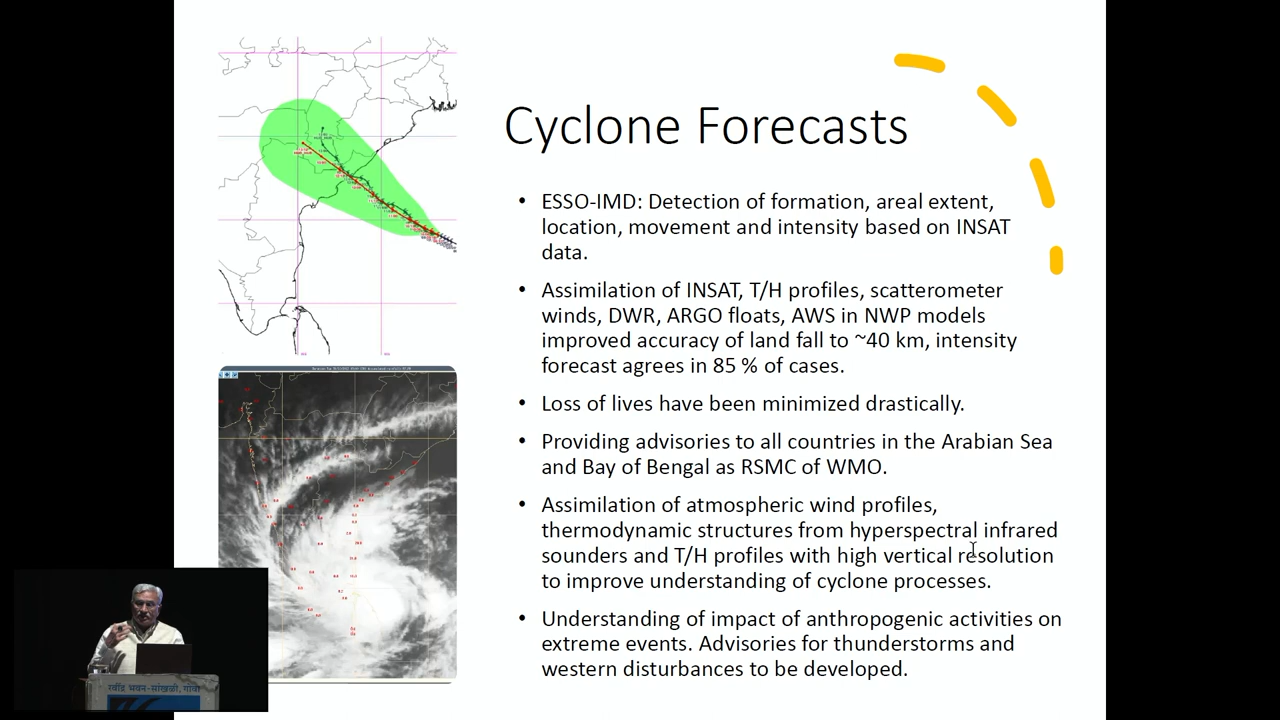 Cyclone Forecasts
• ESSO-IMD: Detection of formation, areal extent,
location, movement and intensity based on INSAT
data.
• Assimilation of INSAT, T/H profiles, scatterometer
winds, DWR, ARGO floats, AWS in NWP models
improved accuracy of land fall to ~40 km, intensity
forecast agrees in 85 % of cases.
• Loss of lives have been minimized drastically.
• Providing advisories to all countries in the Arabian Sea
and Bay of Bengal as RSMC of WMO.
• Assimilation of atmospheric wind profiles,
thermodynamic structures from hyperspectral infrared
sounders and T/H profiles with high vertical resolution
to improve understanding of cyclone processes.
• Understanding of impact of anthropogenic activities on
extreme events. Advisories for thunderstorms and
western disturbances to be developed.
रवींद्र भवन-सांखळी, गोवा